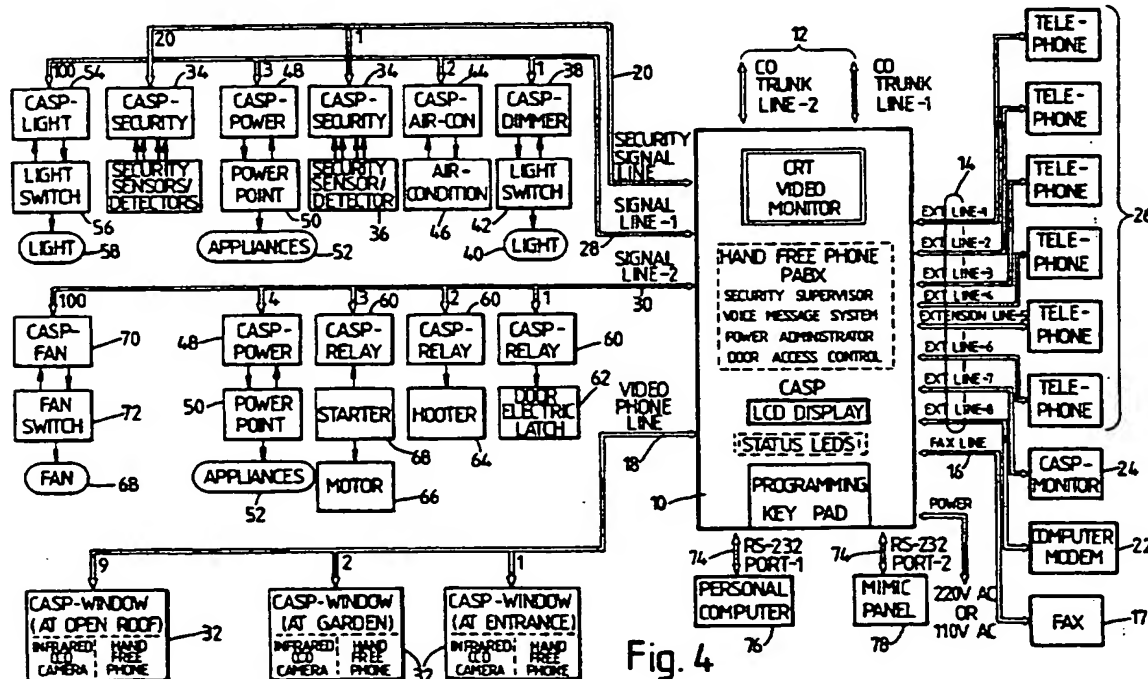 20
1
12
CO TRUNK LINE-2
CO TRUNK LINE-1
20
100
54
34
3
48
34
2
44
1
38
CASP-LIGHT
CASP-SECURITY
CASP-POWER
CASP-SECURITY
CASP-AIR-CON
CASP-DIMMER
LIGHT SWITCH
SECURITY SENSORS/DETECTORS
POWER POINT
SECURITY SENSOR/DETECTOR
AIR-CONDITION
LIGHT SWITCH
56
50
36
46
42
LIGHT
58
APPLIANCES
52
40
LIGHT
SECURITY SIGNAL LINE
SIGNAL LINE-1
28
SIGNAL LINE-2
30
100
4
3
60
2
60
1
CASP-FAN
70
48
CASP-POWER
CASP-RELAY
CASP-RELAY
CASP-RELAY
60
FAN SWITCH
72
50
POWER POINT
STARTER
68
HOOTER
64
DOOR ELECTRIC LATCH
62
FAN
68
APPLIANCES
52
MOTOR
66
VIDEO PHONE LINE
18
9
2
1
CASP-WINDOW (AT OPEN ROOF)
INFRARED CCD CAMERA
HAND FREE PHONE
32
CASP-WINDOW (AT GARDEN)
INFRARED CCD CAMERA
HAND FREE PHONE
32
CASP-WINDOW (AT ENTRANCE)
INFRARED CCD CAMERA
HAND FREE PHONE
CRT VIDEO MONITOR
HAND FREE PHONE
PABX
SECURITY SUPERVISOR
VOICE MESSAGE SYSTEM
POWER ADMINISTRATOR
DOOR ACCESS CONTROL
CASP
LCD DISPLAY
STATUS LEDS
PROGRAMMING KEY PAD
10
74
RS-232 PORT-1
74
RS-232 PORT-2
PERSONAL COMPUTER
76
MIMIC PANEL
78
14
EXT LINE-1
EXT LINE-2
EXT LINE-3
EXT LINE-4
EXTENSION LINE-5
EXT LINE-6
EXT LINE-7
EXT LINE-8
FAX LINE
16
POWER
220V AC OR 110V AC
TELE-PHONE
TELE-PHONE
TELE-PHONE
TELE-PHONE
TELE-PHONE
TELE-PHONE
26
CASP-MONITOR
24
COMPUTER MODEM
22
FAX
17
Fig. 4